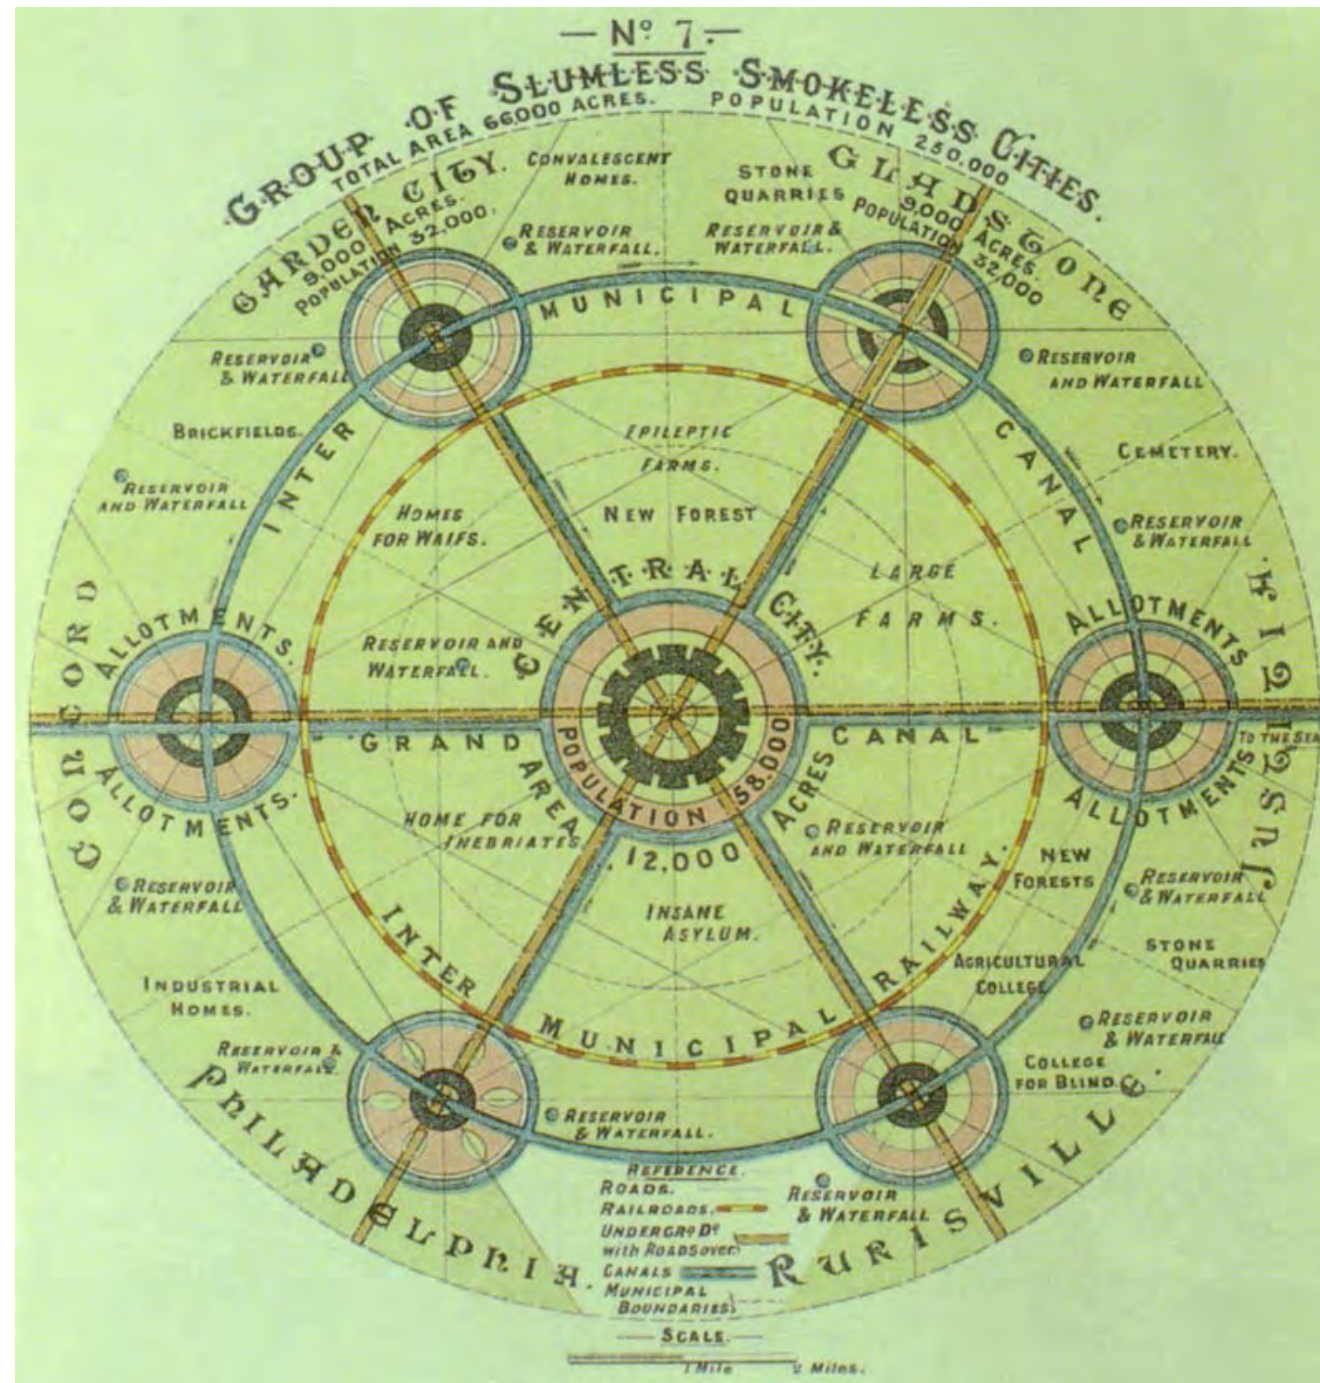 — Nº 7. —
GROUP OF SLUMLESS SMOKELESS CITIES.
TOTAL AREA 66000 ACRES. POPULATION 250.000
GARDEN CITY.
9,000 ACRES.
POPULATION 32,000.
CONVALESCENT
HOMES.
STONE
QUARRIES
GLADSTONE
9,000 ACRES.
POPULATION 32,000
RESERVOIR
& WATERFALL.
RESERVOIR &
WATERFALL.
INTER MUNICIPAL CANAL
RESERVOIR
& WATERFALL
RESERVOIR
AND WATERFALL
BRICKFIELDS.
EPILEPTIC
FARMS.
CEMETERY.
RESERVOIR
AND WATERFALL
HOMES
FOR WAIFS.
NEW FOREST
RESERVOIR
& WATERFALL
CENTRAL CITY.
LARGE
FARMS.
CONCORD
ALLOTMENTS.
RESERVOIR AND
WATERFALL.
ALLOTMENTS
GRAND CANAL
POPULATION 58.000
TO THE SEA
AREA 12,000 ACRES
ALLOTMENTS.
ALLOTMENTS
HOME FOR
INEBRIATES.
RESERVOIR
AND WATERFALL
NEW
FORESTS
RESERVOIR
& WATERFALL
RESERVOIR
& WATERFALL
INSANE
ASYLUM.
STONE
QUARRIES
AGRICULTURAL
COLLEGE
INTER MUNICIPAL RAILWAY.
INDUSTRIAL
HOMES.
RESERVOIR
& WATERFALL
RESERVOIR &
WATERFALL.
COLLEGE
FOR BLIND.
RESERVOIR
& WATERFALL.
PHILADELPHIA.
RURISVILLE.
RESERVOIR
& WATERFALL
REFERENCE.
ROADS.
RAILROADS.
UNDERGRᴰ Dº
with ROADS over
CANALS
MUNICIPAL
BOUNDARIES
SCALE.
1 Mile 2 Miles.